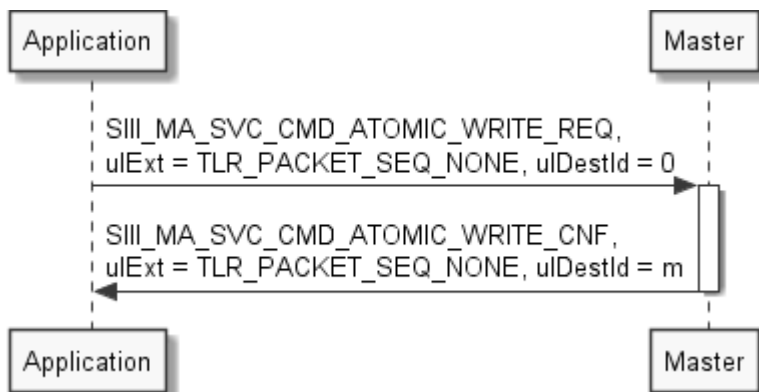 Application
Master
SIII_MA_SVC_CMD_ATOMIC_WRITE_REQ,
ulExt = TLR_PACKET_SEQ_NONE, ulDestId = 0
SIII_MA_SVC_CMD_ATOMIC_WRITE_CNF,
ulExt = TLR_PACKET_SEQ_NONE, ulDestId = m
Application
Master